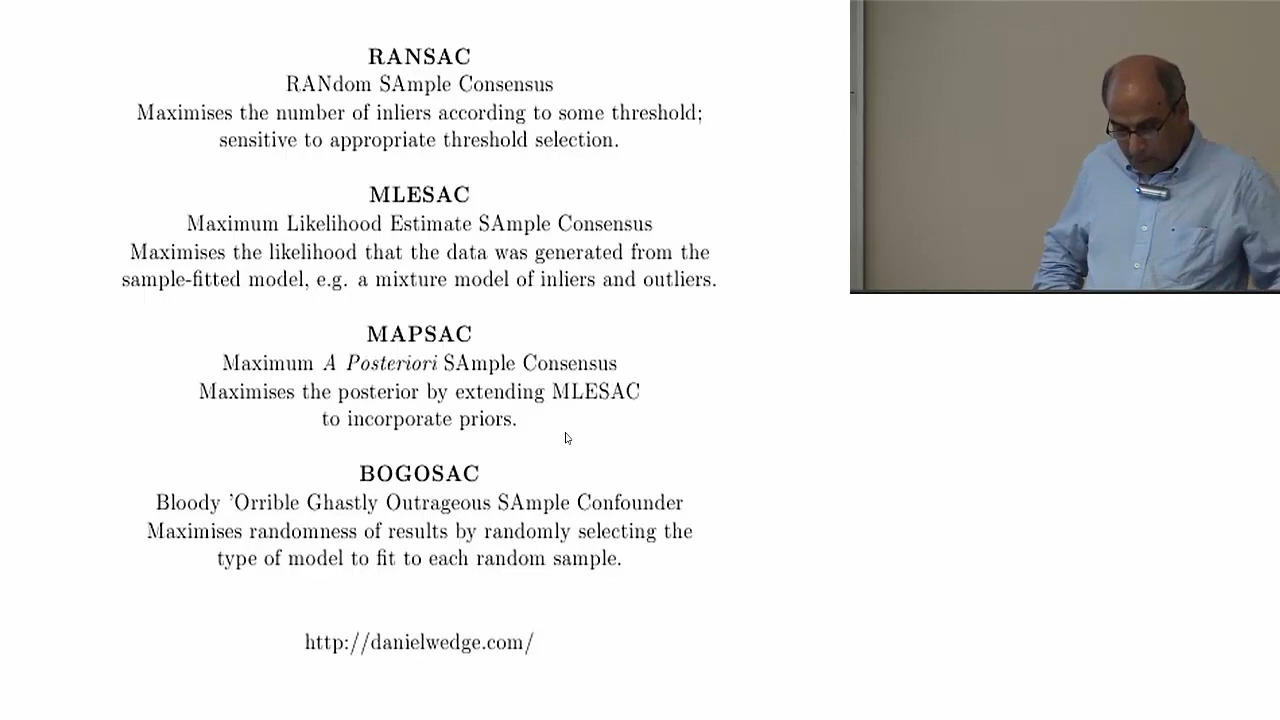 RANSAC
RANdom SAmple Consensus
Maximises the number of inliers according to some threshold;
sensitive to appropriate threshold selection.
MLESAC
Maximum Likelihood Estimate SAmple Consensus
Maximises the likelihood that the data was generated from the
sample-fitted model, e.g. a mixture model of inliers and outliers.
MAPSAC
Maximum A Posteriori SAmple Consensus
Maximises the posterior by extending MLESAC
to incorporate priors.
BOGOSAC
Bloody 'Orrible Ghastly Outrageous SAmple Confounder
Maximises randomness of results by randomly selecting the
type of model to fit to each random sample.
http://danielwedge.com/